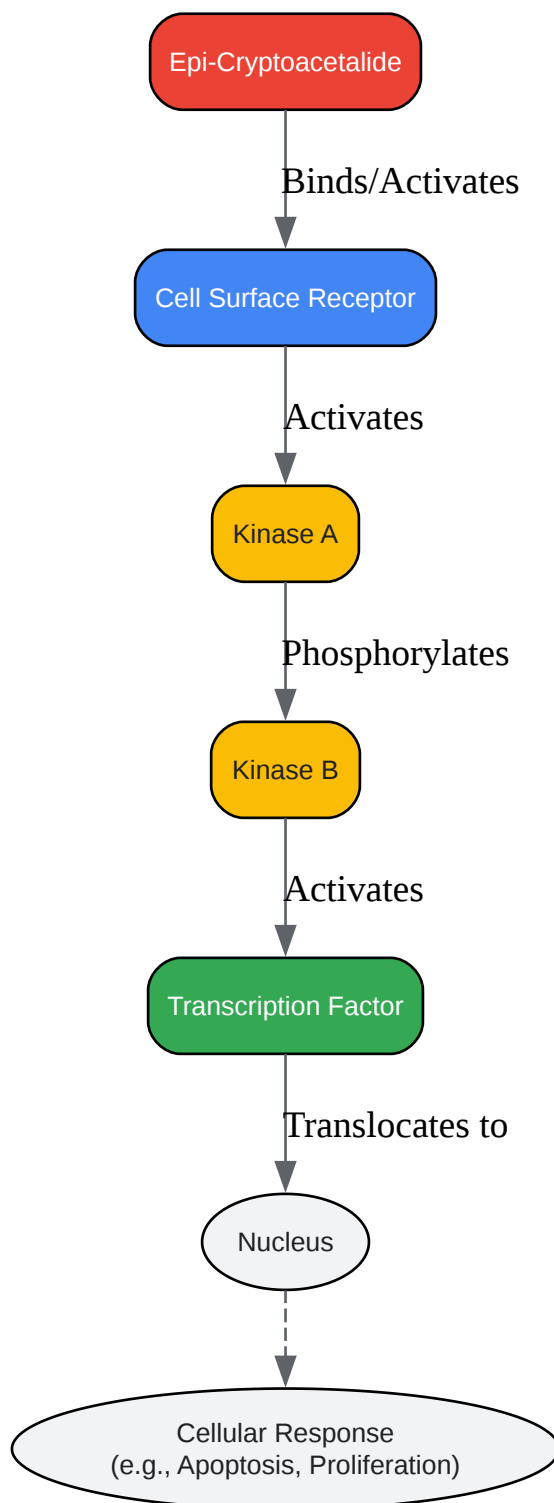 Epi-Cryptoacetalide
Binds/Activates
Cell Surface Receptor
Activates
Kinase A
Phosphorylates
Kinase B
Activates
Transcription Factor
Translocates to
Nucleus
Cellular Response
(e.g., Apoptosis, Proliferation)